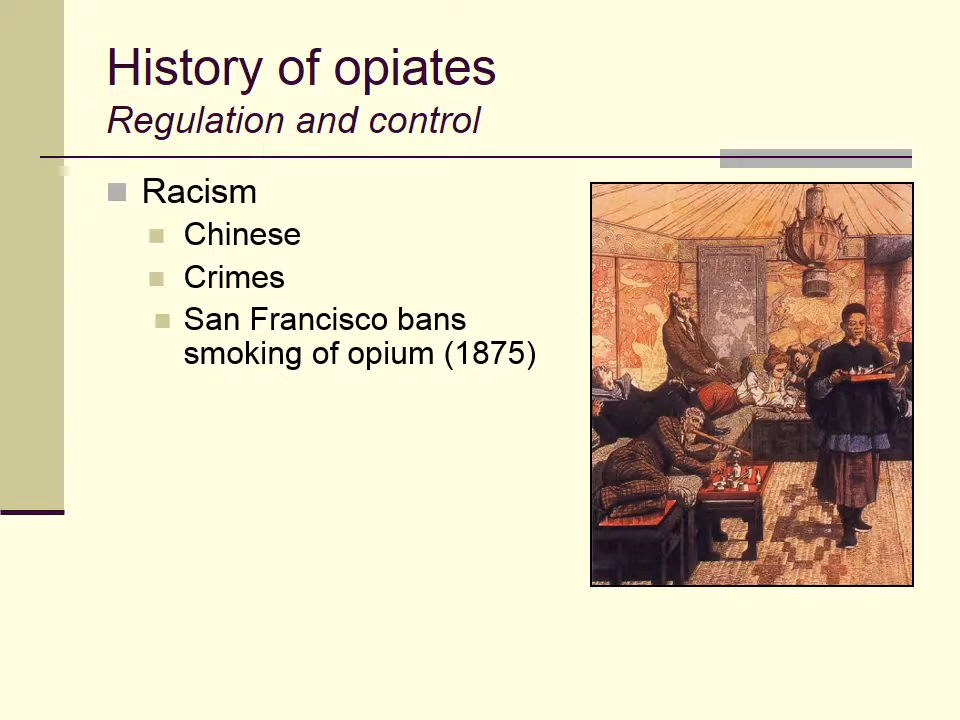 History of opiates
Regulation and control
Racism
Chinese
Crimes
San Francisco bans
smoking of opium (1875)